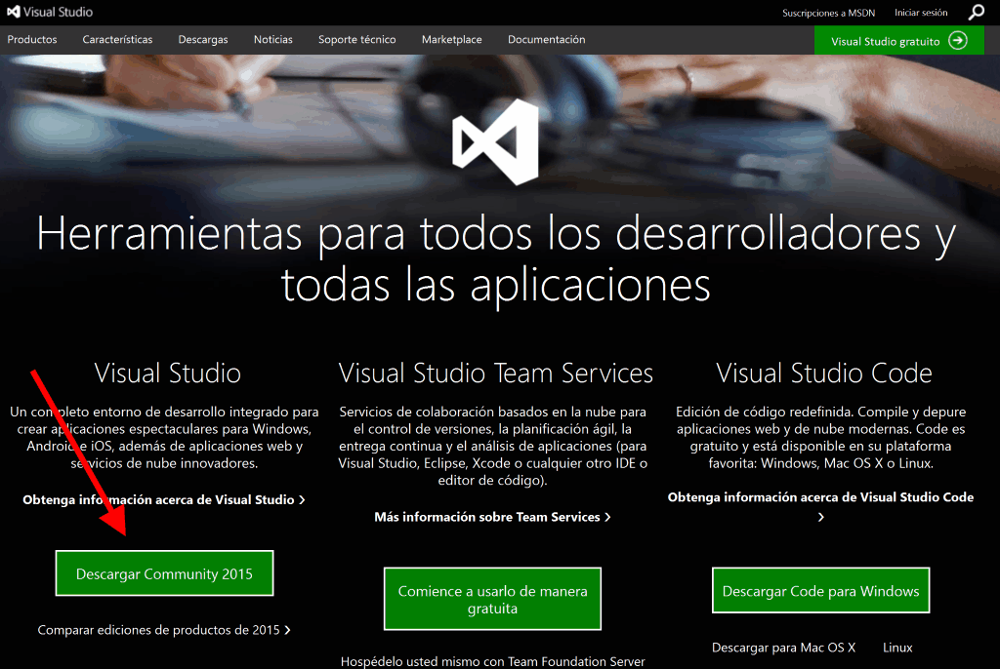 Visual Studio
Suscripciones a MSDN
Iniciar sesión
Productos
Características
Descargas
Noticias
Soporte técnico
Marketplace
Documentación
Visual Studio gratuito
Herramientas para todos los desarrolladores y
todas las aplicaciones
Visual Studio
Un completo entorno de desarrollo integrado para
crear aplicaciones espectaculares para Windows,
Android e iOS, además de aplicaciones web y
servicios de nube innovadores.
Obtenga información acerca de Visual Studio
Descargar Community 2015
Comparar ediciones de productos de 2015
Visual Studio Team Services
Servicios de colaboración basados en la nube para
el control de versiones, la planificación ágil, la
entrega continua y el análisis de aplicaciones (para
Visual Studio, Eclipse, Xcode o cualquier otro IDE o
editor de código).
Más información sobre Team Services
Comience a usarlo de manera
gratuita
Hospédelo usted mismo con Team Foundation Server
Visual Studio Code
Edición de código redefinida. Compile y depure
aplicaciones web y de nube modernas. Code es
gratuito y está disponible en su plataforma
favorita: Windows, Mac OS X o Linux.
Obtenga información acerca de Visual Studio Code
Descargar Code para Windows
Descargar para Mac OS X
Linux